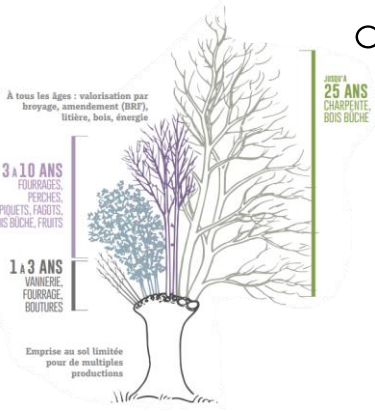 À tous les âges : valorisation par
broyage, amendement (BRF),
litière, bois, énergie
JUSQU'À
25 ANS
CHARPENTE,
BOIS BÛCHE
3 À 10 ANS
FOURRAGES,
PERCHES,
PIQUETS, FAGOTS,
IS BÛCHE, FRUITS
1 À 3 ANS
VANNERIE,
FOURRAGE,
BOUTURES
Emprise au sol limitée
pour de multiples
productions